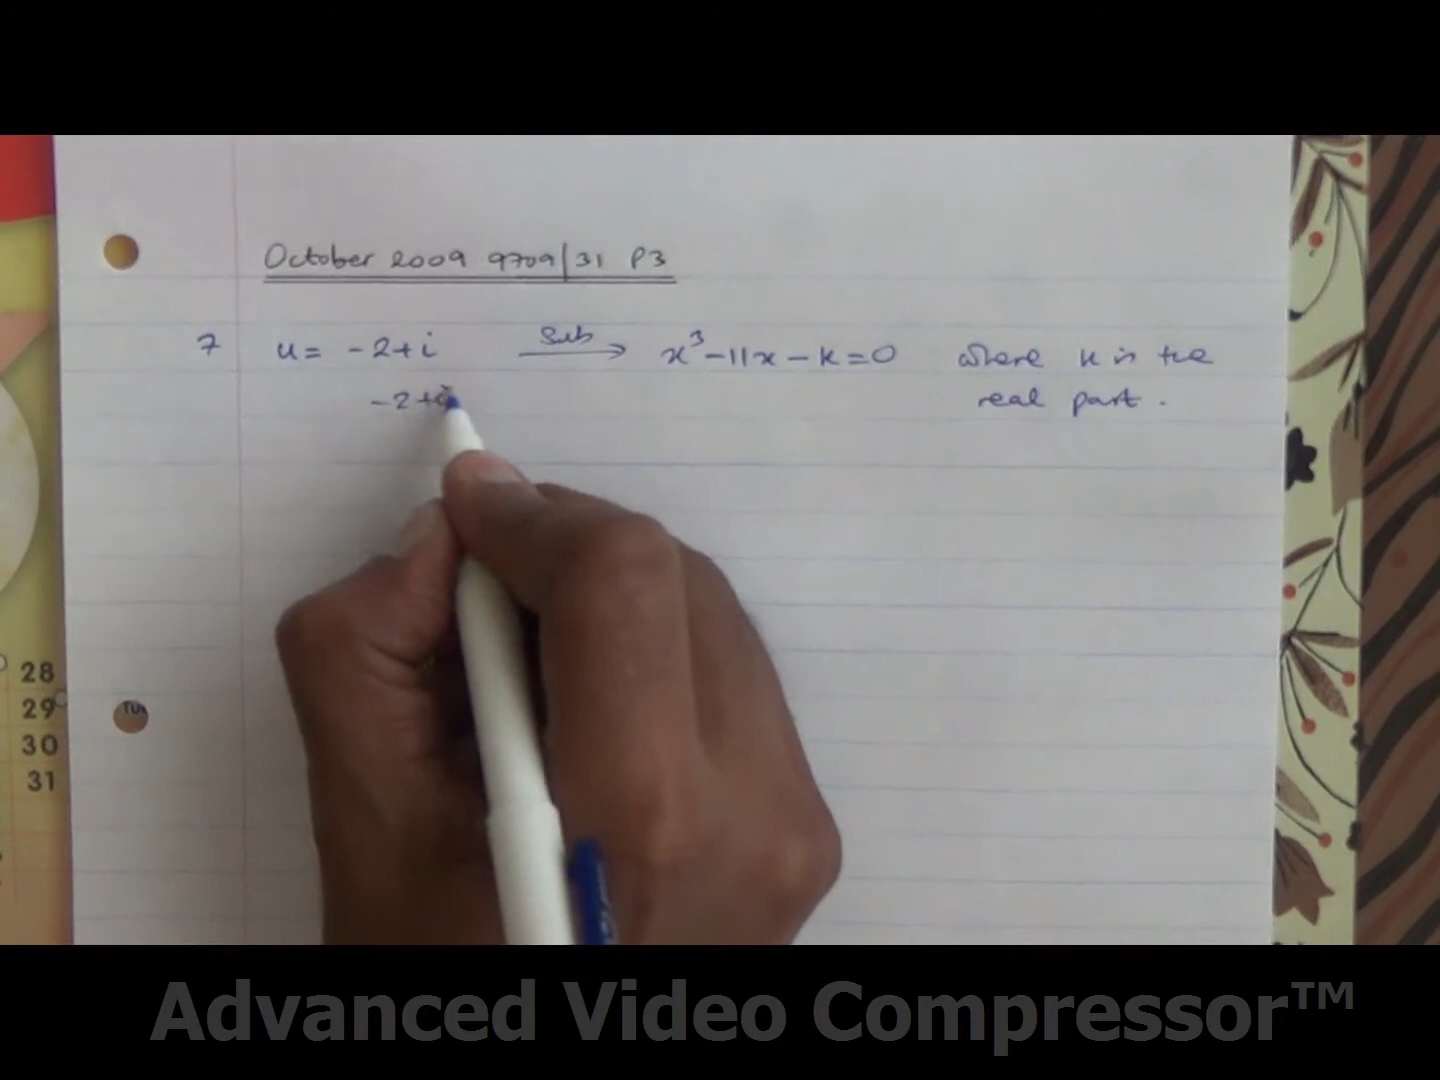 October 2009 9709/31 P3
7 u = -2+i sub x³-11x-k=0 where k is the
-2+i real part.
28
29
30
31
TUE
Advanced Video Compressor™